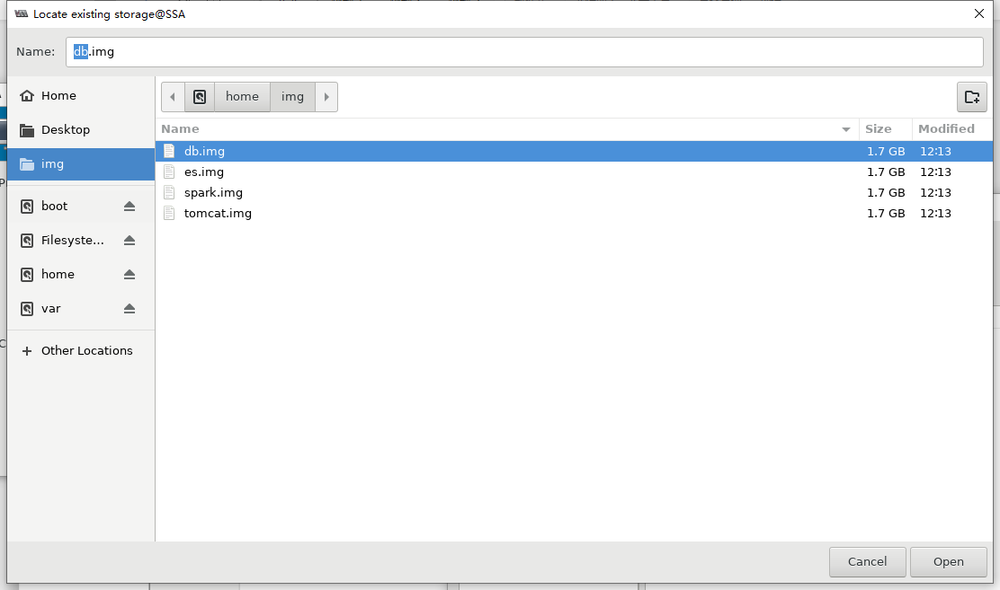 Locate existing storage@SSA
Name: db.img
Home
Desktop
img
boot
Filesyste...
home
var
Other Locations
home img
Name Size Modified
db.img 1.7 GB 12:13
es.img 1.7 GB 12:13
spark.img 1.7 GB 12:13
tomcat.img 1.7 GB 12:13
Cancel Open